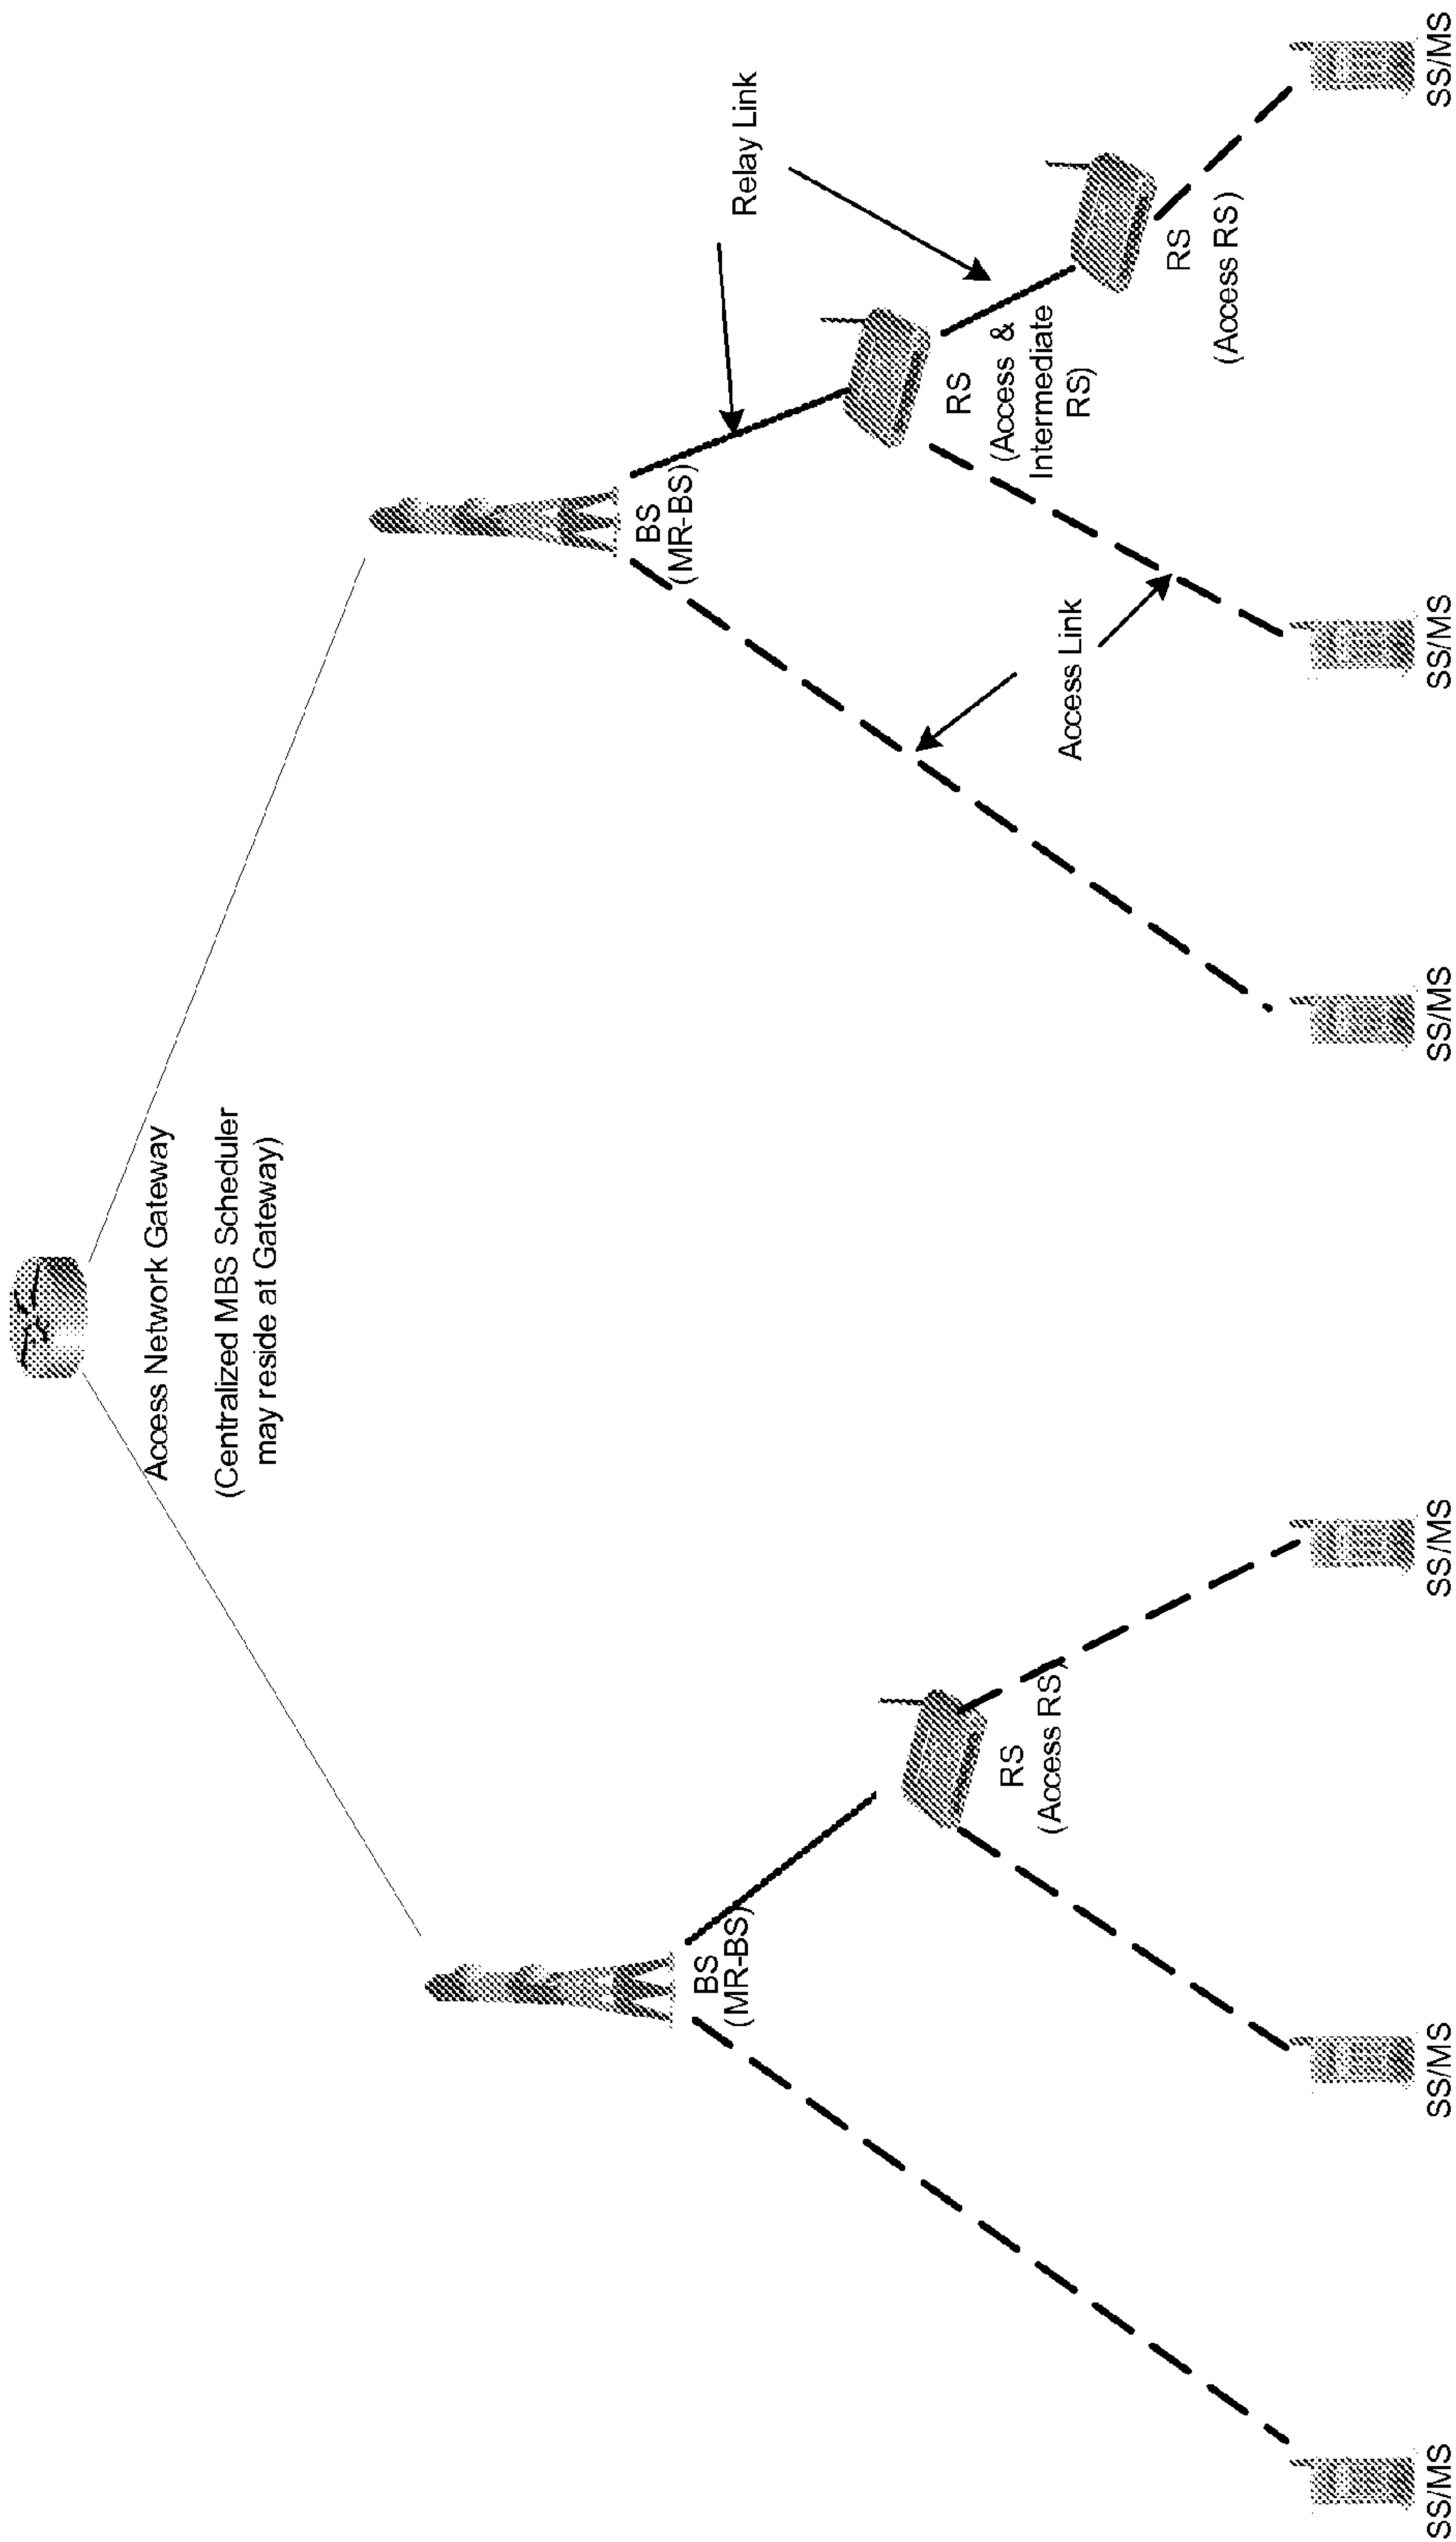 Access Network Gateway
(Centralized MBS Scheduler
may reside at Gateway)
BS
(MR-BS)
BS
(MR-BS)
Relay Link
RS
(Access RS)
RS
(Access &
Intermediate
RS)
RS
(Access RS)
Access Link
SS/MS
SS/MS
SS/MS
SS/MS
SS/MS
SS/MS